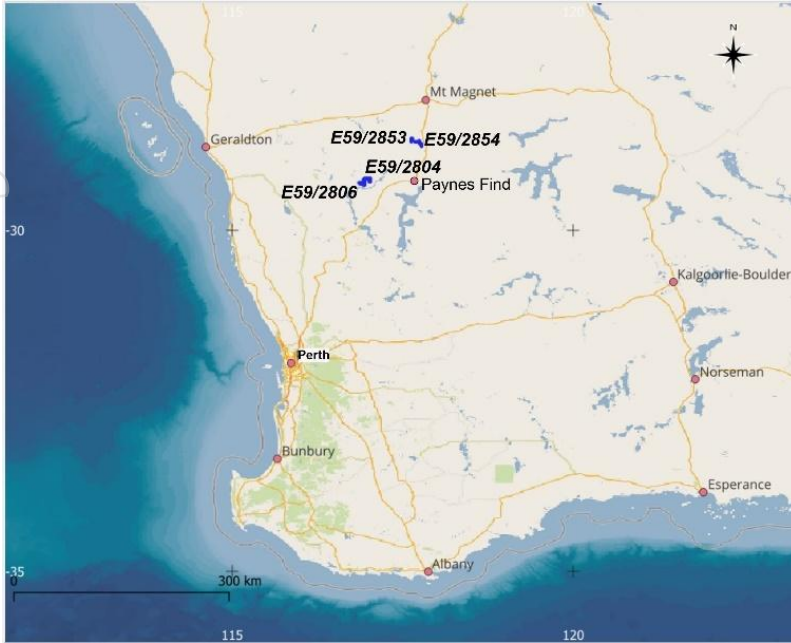 115
120
N
Mt Magnet
E59/2853
E59/2854
Geraldton
E59/2804
Paynes Find
E59/2806
-30
Kalgoorlie-Boulder
Perth
Norseman
Bunbury
Esperance
Albany
-35
0
300 km
115
120